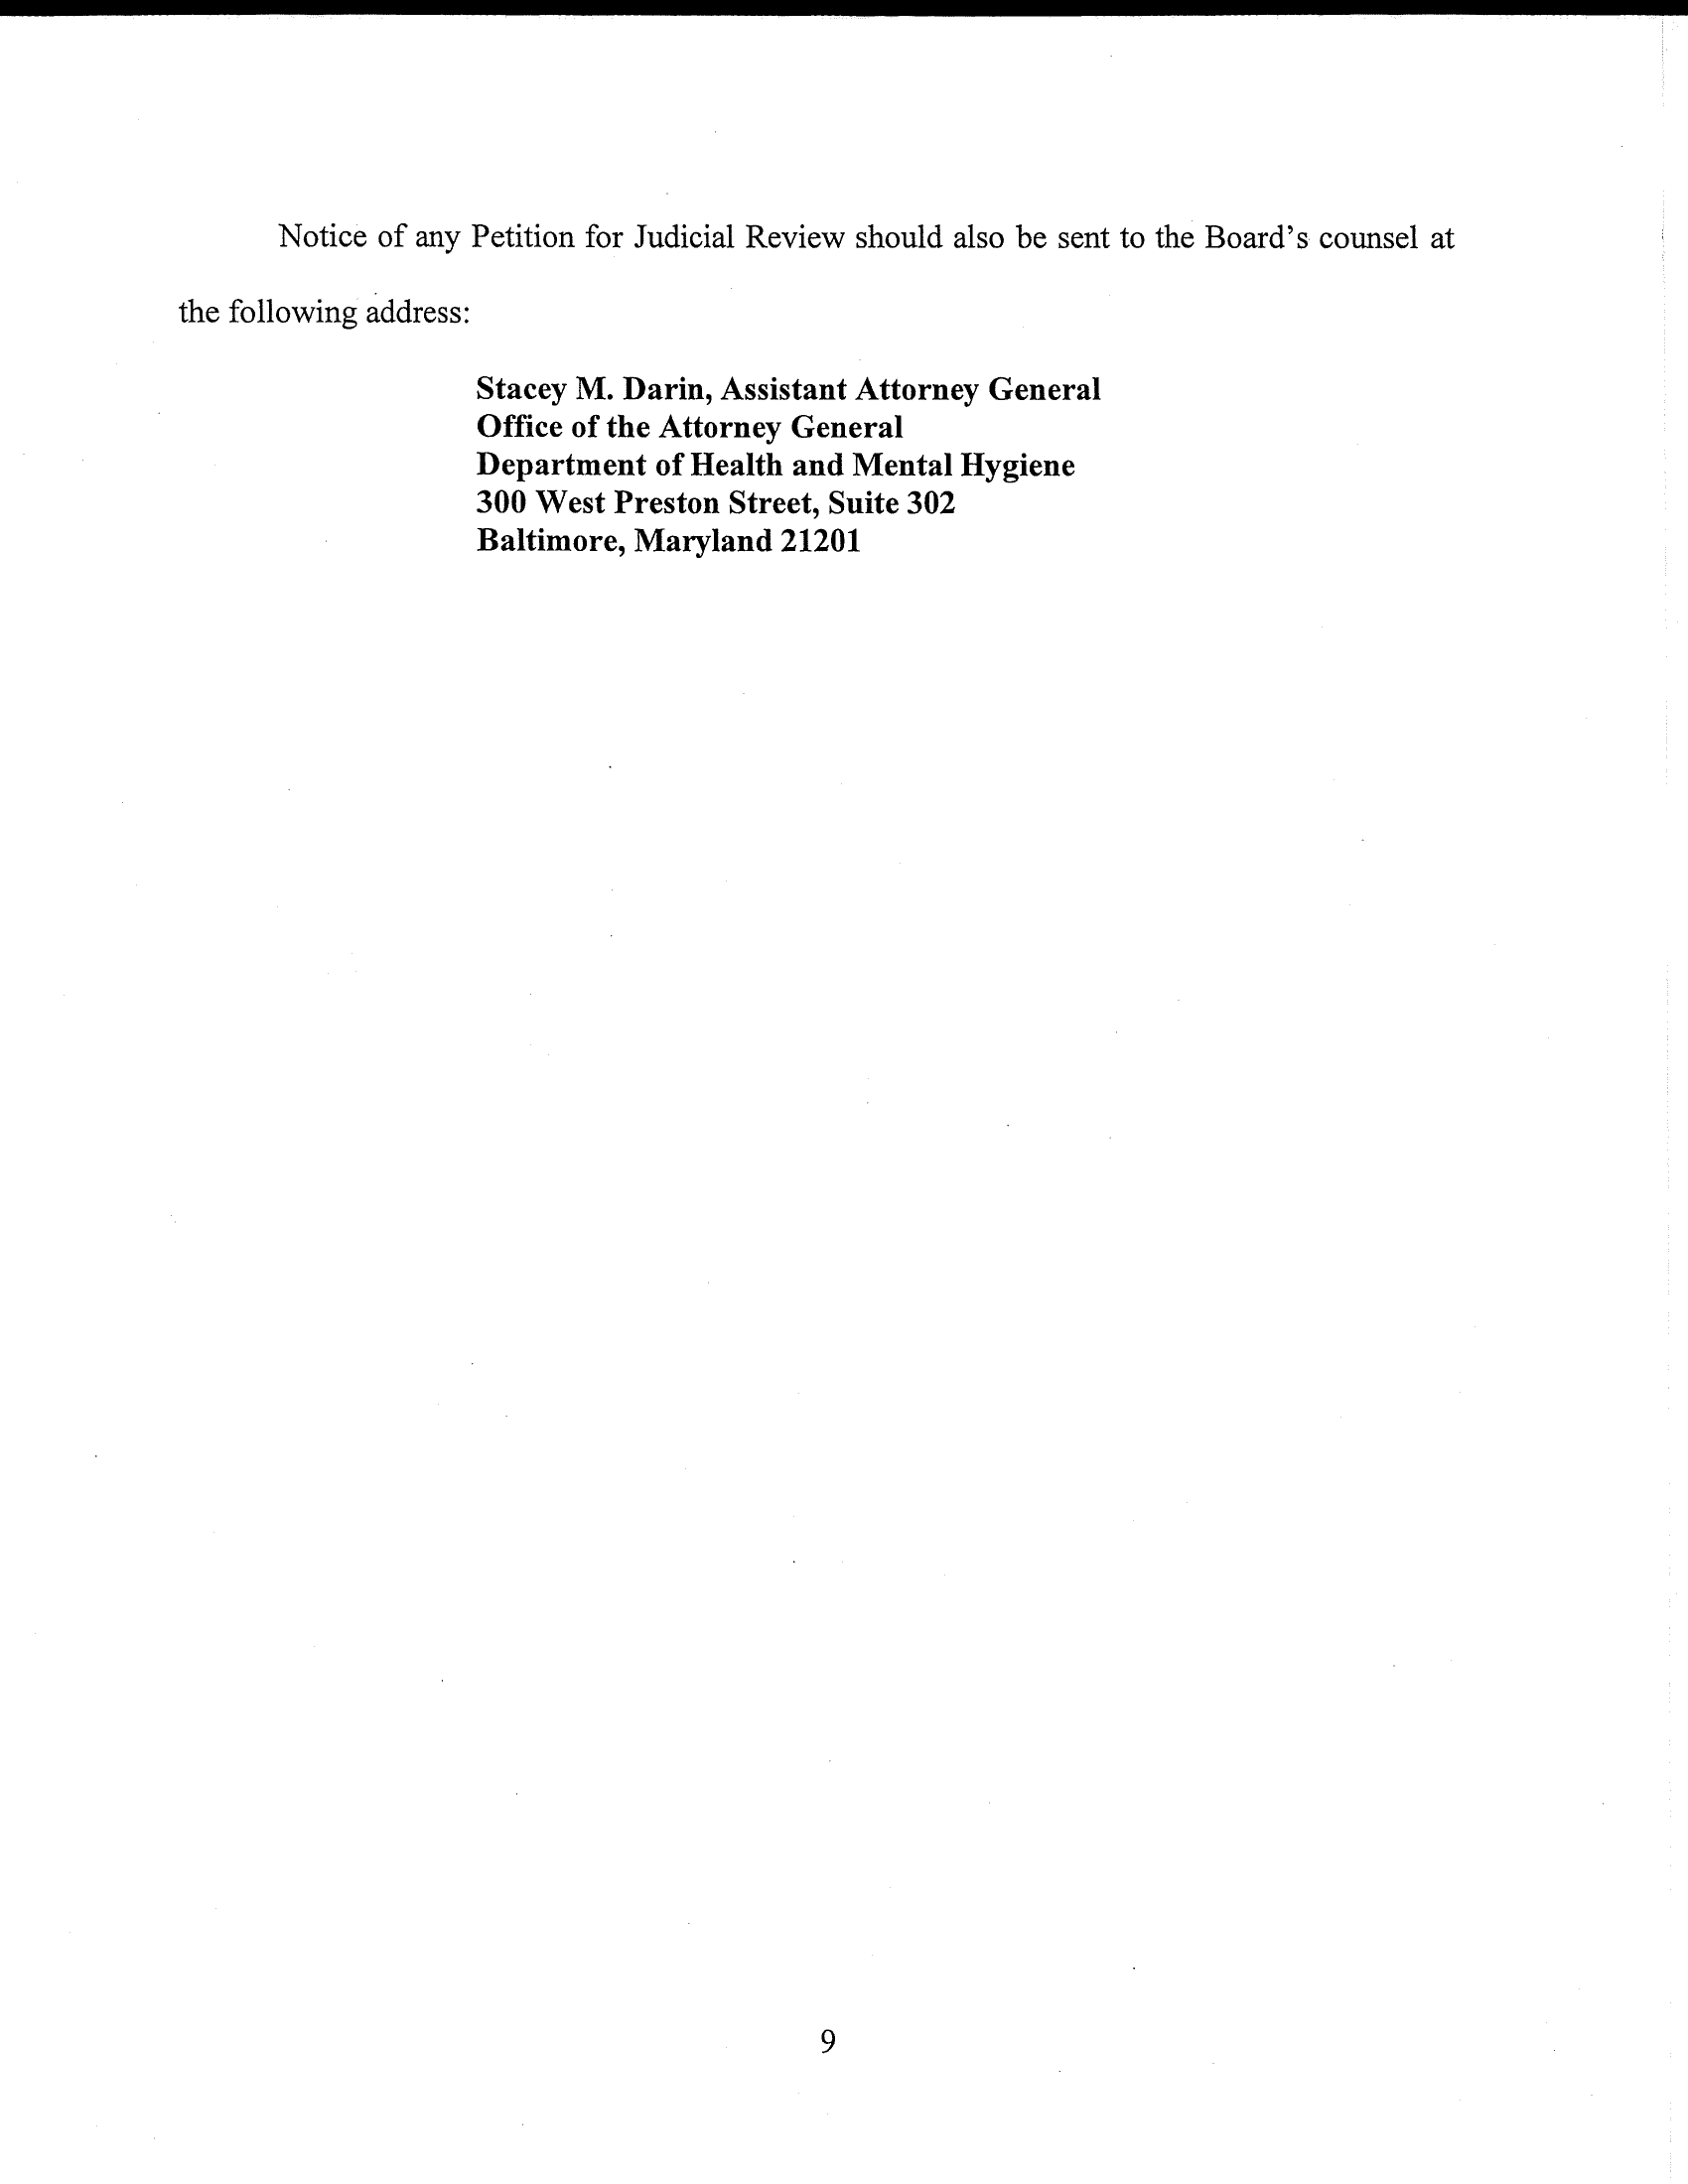 Notice of any Petition for Judicial Review should also be sent to the Board's counsel at
the following address:
Stacey M. Darin, Assistant Attorney General
Office of the Attorney General
Department of Health and Mental Hygiene
300 West Preston Street, Suite 302
Baltimore, Maryland 21201
9